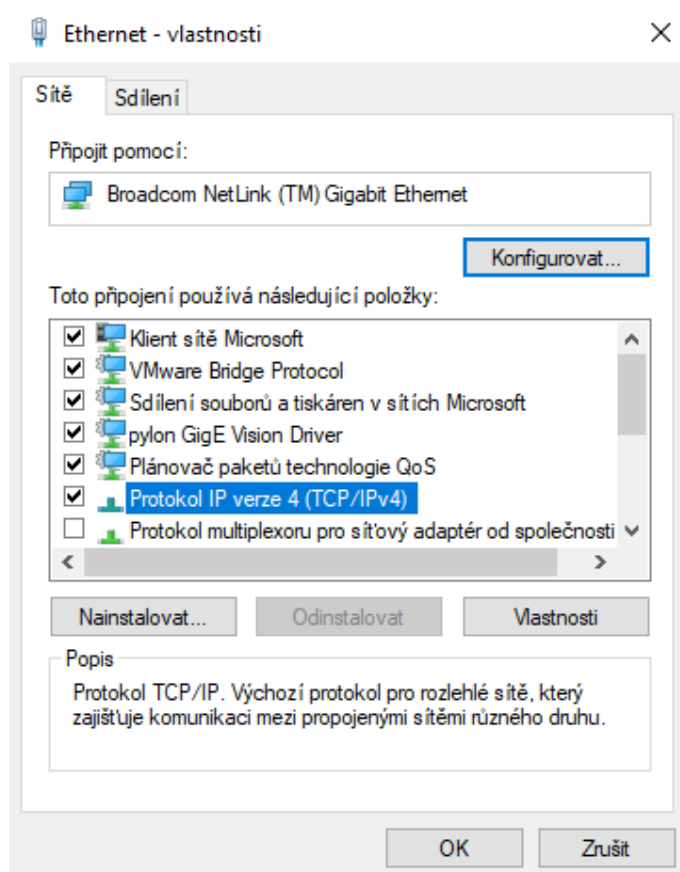 Ethernet - vlastnosti
Sítě
Sdílení
Připojit pomocí:
Broadcom NetLink (TM) Gigabit Ethernet
Konfigurovat...
Toto připojení používá následující položky:
Klient sítě Microsoft
VMware Bridge Protocol
Sdílení souborů a tiskáren v sítích Microsoft
pylon GigE Vision Driver
Plánovač paketů technologie QoS
Protokol IP verze 4 (TCP/IPv4)
Protokol multiplexoru pro síťový adaptér od společnosti
Nainstalovat...
Odinstalovat
Vlastnosti
Popis
Protokol TCP/IP. Výchozí protokol pro rozlehlé sítě, který
zajišťuje komunikaci mezi propojenými sítěmi různého druhu.
OK
Zrušit